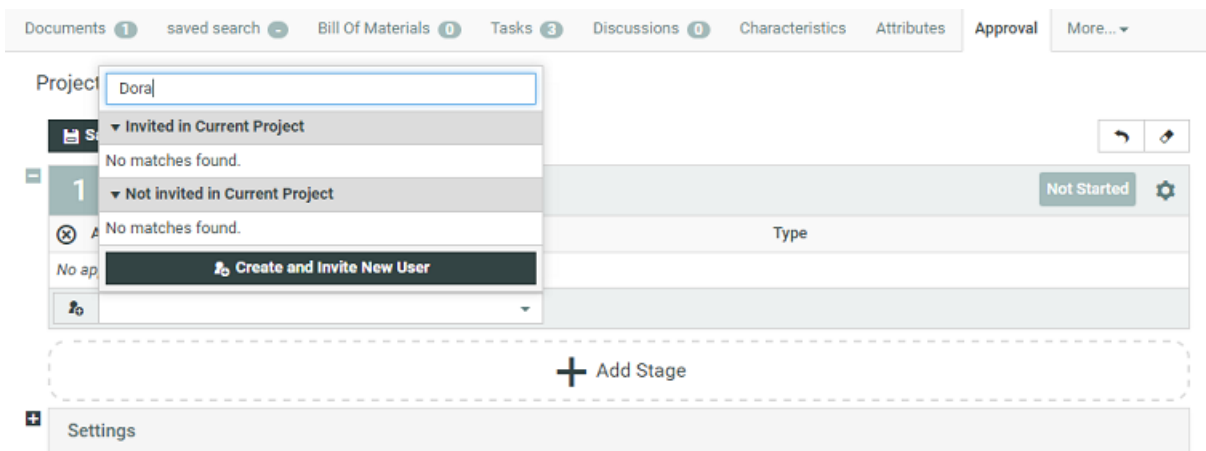 Documents 1 saved search - Bill Of Materials 0 Tasks 3 Discussions 0 Characteristics Attributes Approval More...
Project
Dora
Invited in Current Project
No matches found.
Not invited in Current Project
No matches found.
Create and Invite New User
1 Not Started
Type
No ap
Add Stage
Settings